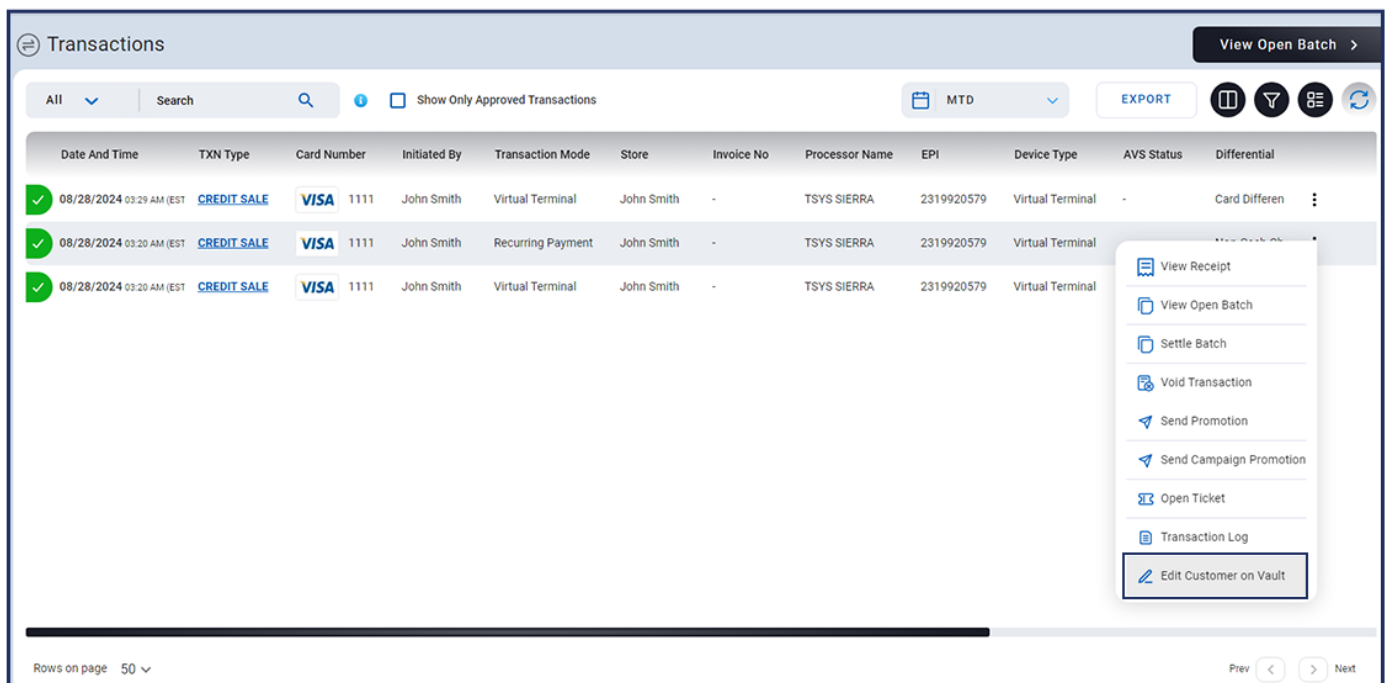 Transactions
View Open Batch
All Search Show Only Approved Transactions MTD EXPORT
Date And Time TXN Type Card Number Initiated By Transaction Mode Store Invoice No Processor Name EPI Device Type AVS Status Differential
08/28/2024 03:29 AM (EST CREDIT SALE VISA 1111 John Smith Virtual Terminal John Smith - TSYS SIERRA 2319920579 Virtual Terminal - Card Differen
08/28/2024 03:20 AM (EST CREDIT SALE VISA 1111 John Smith Recurring Payment John Smith - TSYS SIERRA 2319920579 Virtual Terminal
08/28/2024 03:20 AM (EST CREDIT SALE VISA 1111 John Smith Virtual Terminal John Smith - TSYS SIERRA 2319920579 Virtual Terminal
View Receipt
View Open Batch
Settle Batch
Void Transaction
Send Promotion
Send Campaign Promotion
Open Ticket
Transaction Log
Edit Customer on Vault
Rows on page 50 Prev Next